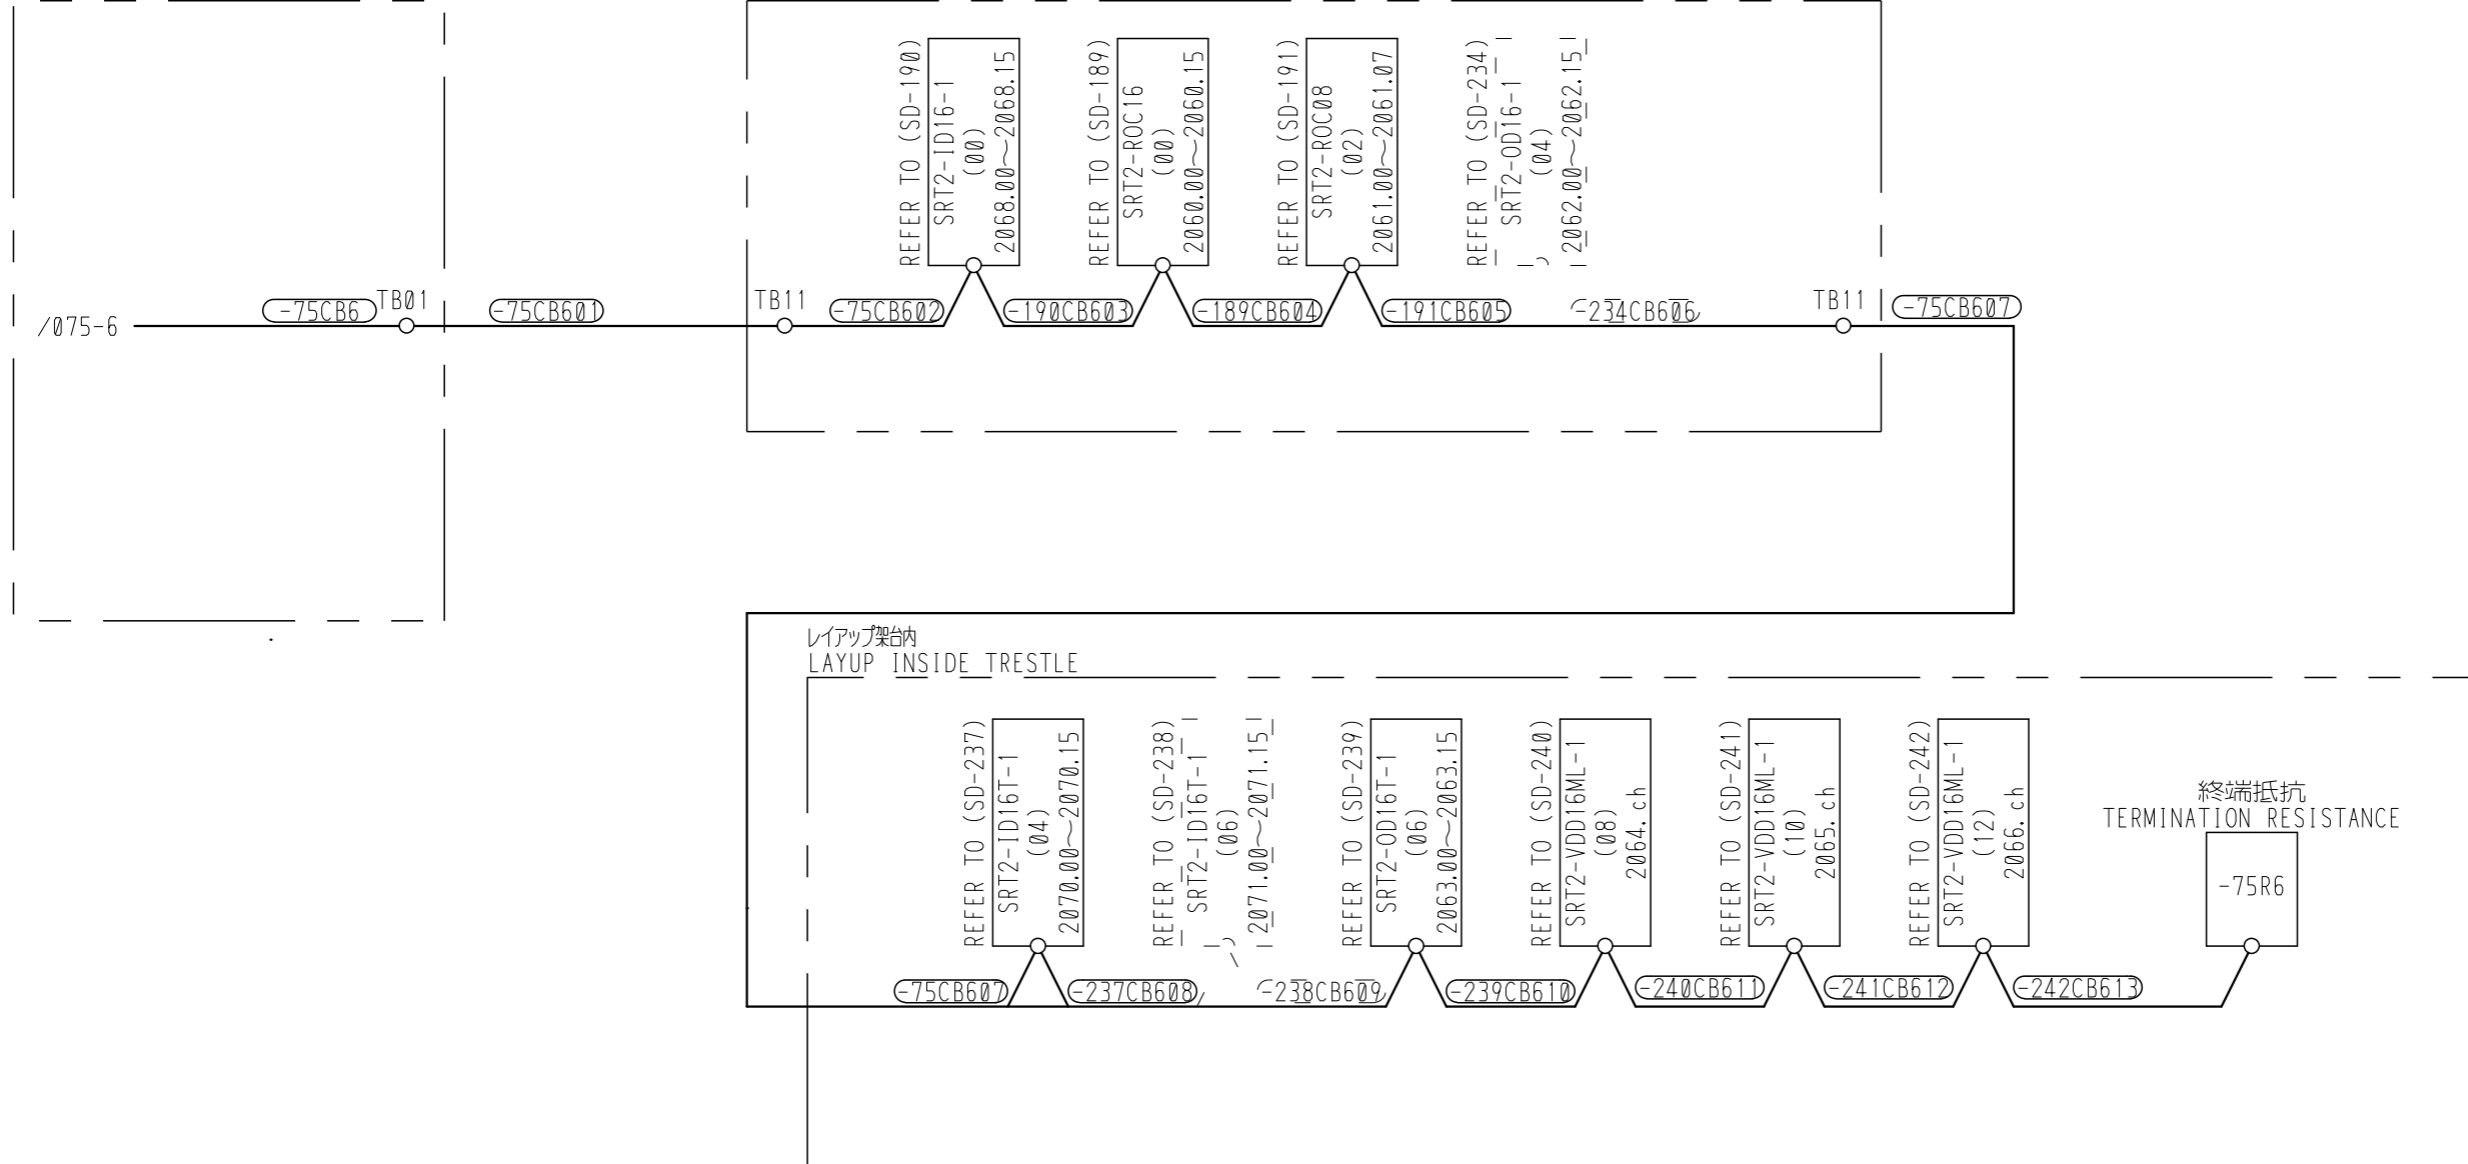 REFER TO (SD-190)
SRT2-ID16-1
(00)
2068.00～2068.15
REFER TO (SD-189)
SRT2-ROC16
(00)
2060.00～2060.15
REFER TO (SD-191)
SRT2-ROC08
(02)
2061.00～2061.07
REFER TO (SD-234)
SRT2-OD16-1
(04)
2062.00～2062.15
/075-6
-75CB6
TB01
-75CB601
TB11
-75CB602
-190CB603
-189CB604
-191CB605
-234CB606
TB11
-75CB607
レイアップ架台内
LAYUP INSIDE TRESTLE
REFER TO (SD-237)
SRT2-ID16T-1
(04)
2070.00～2070.15
REFER TO (SD-238)
SRT2-ID16T-1
(06)
2071.00～2071.15
REFER TO (SD-239)
SRT2-OD16T-1
(06)
2063.00～2063.15
REFER TO (SD-240)
SRT2-VDD16ML-1
(08)
2064.ch
REFER TO (SD-241)
SRT2-VDD16ML-1
(10)
2065.ch
REFER TO (SD-242)
SRT2-VDD16ML-1
(12)
2066.ch
終端抵抗
TERMINATION RESISTANCE
-75R6
-75CB607
-237CB608
-238CB609
-239CB610
-240CB611
-241CB612
-242CB613